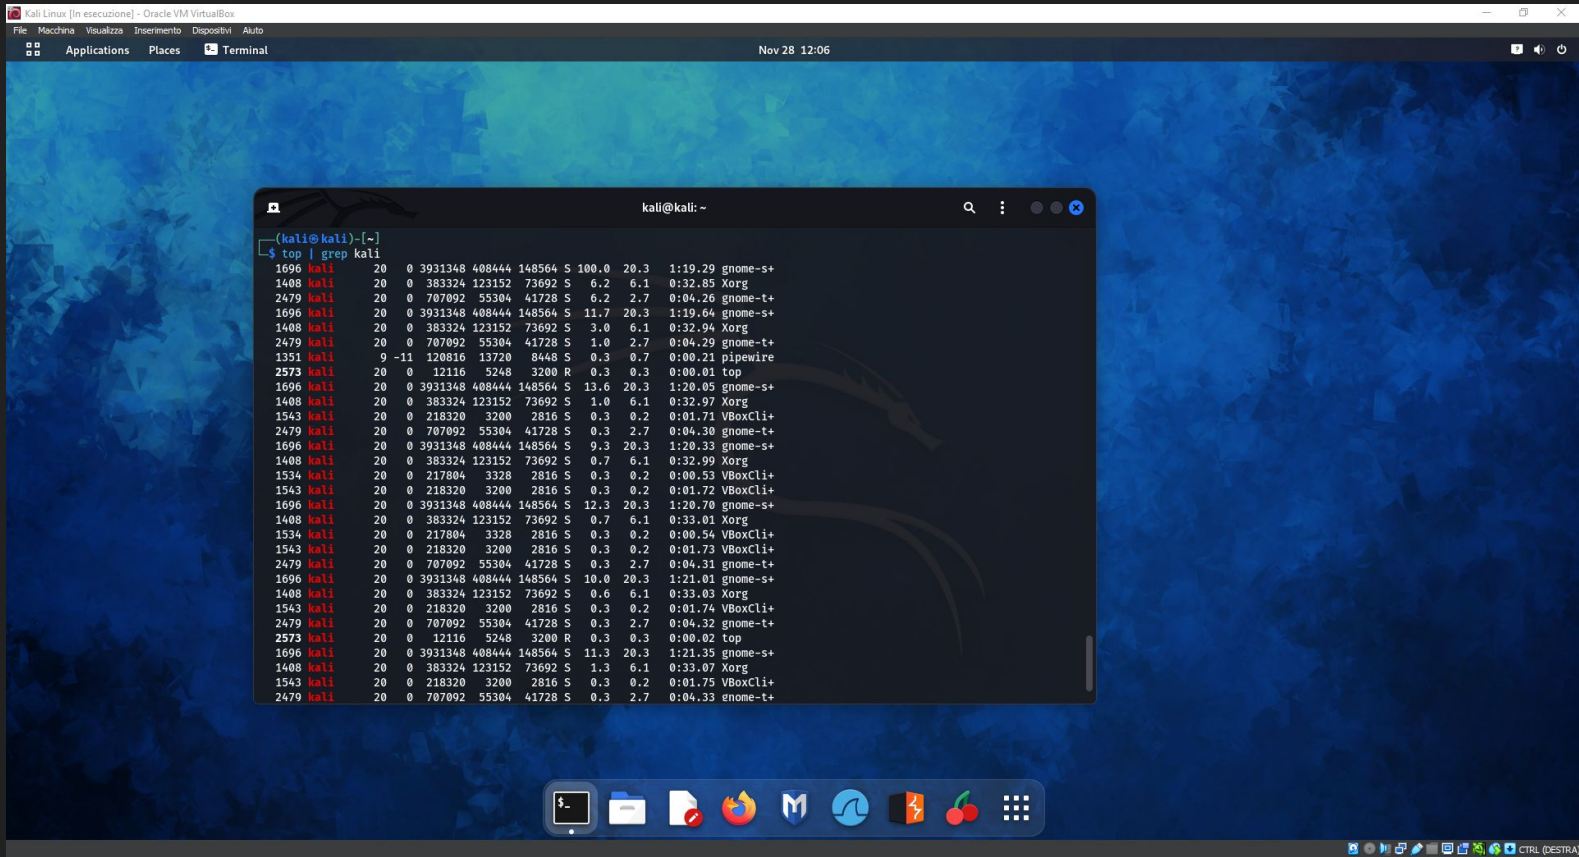 Kali Linux [In esecuzione] - Oracle VM VirtualBox
File Macchina Visualizza Inserimento Dispositivi Aiuto
Applications Places Terminal Nov 28 12:06
kali@kali: ~
(kali㉿kali)-[~]
$ top | grep kali
1696 kali 20 0 3931348 408444 148564 S 100.0 20.3 1:19.29 gnome-s+
1408 kali 20 0 383324 123152 73692 S 6.2 6.1 0:32.85 Xorg
2479 kali 20 0 707092 55304 41728 S 6.2 2.7 0:04.26 gnome-t+
1696 kali 20 0 3931348 408444 148564 S 11.7 20.3 1:19.64 gnome-s+
1408 kali 20 0 383324 123152 73692 S 3.0 6.1 0:32.94 Xorg
2479 kali 20 0 707092 55304 41728 S 1.0 2.7 0:04.29 gnome-t+
1351 kali 9 -11 120816 13720 8448 S 0.3 0.7 0:00.21 pipewire
2573 kali 20 0 12116 5248 3200 R 0.3 0.3 0:00.01 top
1696 kali 20 0 3931348 408444 148564 S 13.6 20.3 1:20.05 gnome-s+
1408 kali 20 0 383324 123152 73692 S 1.0 6.1 0:32.97 Xorg
1543 kali 20 0 218320 3200 2816 S 0.3 0.2 0:01.71 VBoxCli+
2479 kali 20 0 707092 55304 41728 S 0.3 2.7 0:04.30 gnome-t+
1696 kali 20 0 3931348 408444 148564 S 9.3 20.3 1:20.33 gnome-s+
1408 kali 20 0 383324 123152 73692 S 0.7 6.1 0:32.99 Xorg
1534 kali 20 0 217804 3328 2816 S 0.3 0.2 0:00.53 VBoxCli+
1543 kali 20 0 218320 3200 2816 S 0.3 0.2 0:01.72 VBoxCli+
1696 kali 20 0 3931348 408444 148564 S 12.3 20.3 1:20.70 gnome-s+
1408 kali 20 0 383324 123152 73692 S 0.7 6.1 0:33.01 Xorg
1534 kali 20 0 217804 3328 2816 S 0.3 0.2 0:00.54 VBoxCli+
1543 kali 20 0 218320 3200 2816 S 0.3 0.2 0:01.73 VBoxCli+
2479 kali 20 0 707092 55304 41728 S 0.3 2.7 0:04.31 gnome-t+
1696 kali 20 0 3931348 408444 148564 S 10.0 20.3 1:21.01 gnome-s+
1408 kali 20 0 383324 123152 73692 S 0.6 6.1 0:33.03 Xorg
1543 kali 20 0 218320 3200 2816 S 0.3 0.2 0:01.74 VBoxCli+
2479 kali 20 0 707092 55304 41728 S 0.3 2.7 0:04.32 gnome-t+
2573 kali 20 0 12116 5248 3200 R 0.3 0.3 0:00.02 top
1696 kali 20 0 3931348 408444 148564 S 11.3 20.3 1:21.35 gnome-s+
1408 kali 20 0 383324 123152 73692 S 1.3 6.1 0:33.07 Xorg
1543 kali 20 0 218320 3200 2816 S 0.3 0.2 0:01.75 VBoxCli+
2479 kali 20 0 707092 55304 41728 S 0.3 2.7 0:04.33 gnome-t+
$_
M
CTRL (DESTRA)